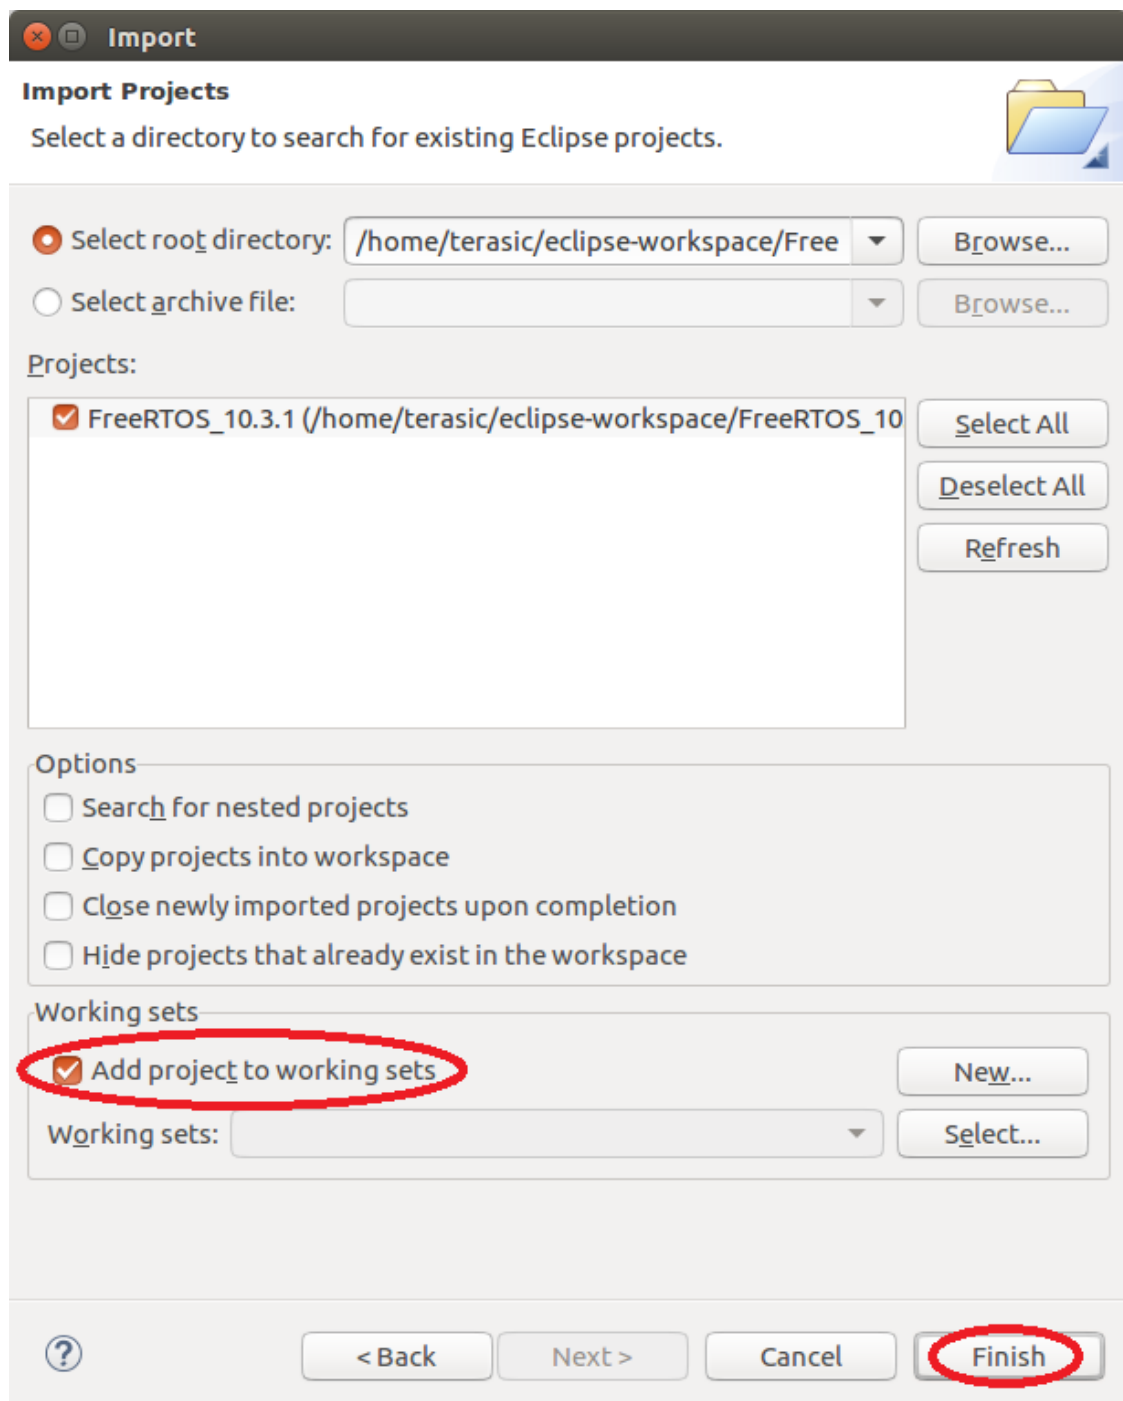 Import
Import Projects
Select a directory to search for existing Eclipse projects.
Select root directory: /home/terasic/eclipse-workspace/Free Browse...
Select archive file: Browse...
Projects:
FreeRTOS_10.3.1 (/home/terasic/eclipse-workspace/FreeRTOS_10
Select All
Deselect All
Refresh
Options
Search for nested projects
Copy projects into workspace
Close newly imported projects upon completion
Hide projects that already exist in the workspace
Working sets
Add project to working sets New...
Working sets: Select...
? < Back Next > Cancel Finish